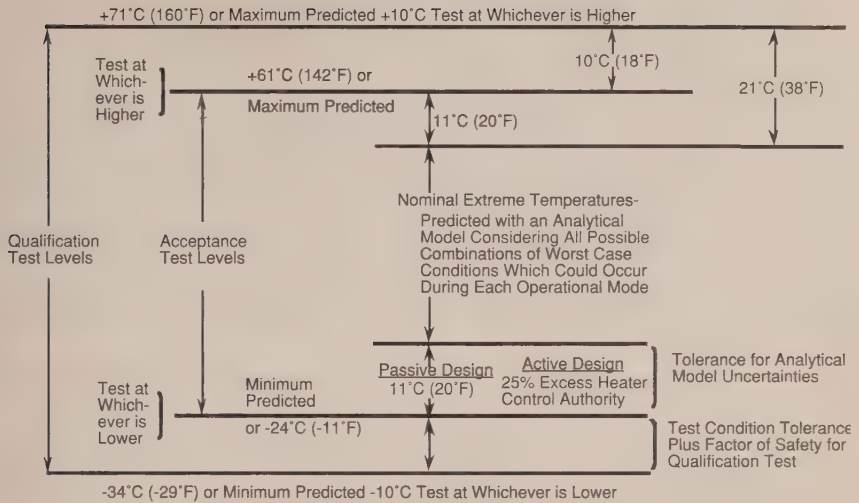 +71°C (160°F) or Maximum Predicted +10°C Test at Whichever is Higher
Test at
Which-
ever is
Higher
+61°C (142°F) or
Maximum Predicted
10°C (18°F)
21°C (38°F)
11°C (20°F)
Qualification
Test Levels
Acceptance
Test Levels
Nominal Extreme Temperatures-
Predicted with an Analytical
Model Considering All Possible
Combinations of Worst Case
Conditions Which Could Occur
During Each Operational Mode
Passive Design
11°C (20°F)
Active Design
25% Excess Heater
Control Authority
Tolerance for Analytical
Model Uncertainties
Test at
Which-
ever is
Lower
Minimum
Predicted
or -24°C (-11°F)
Test Condition Tolerance
Plus Factor of Safety for
Qualification Test
-34°C (-29°F) or Minimum Predicted -10°C Test at Whichever is Lower